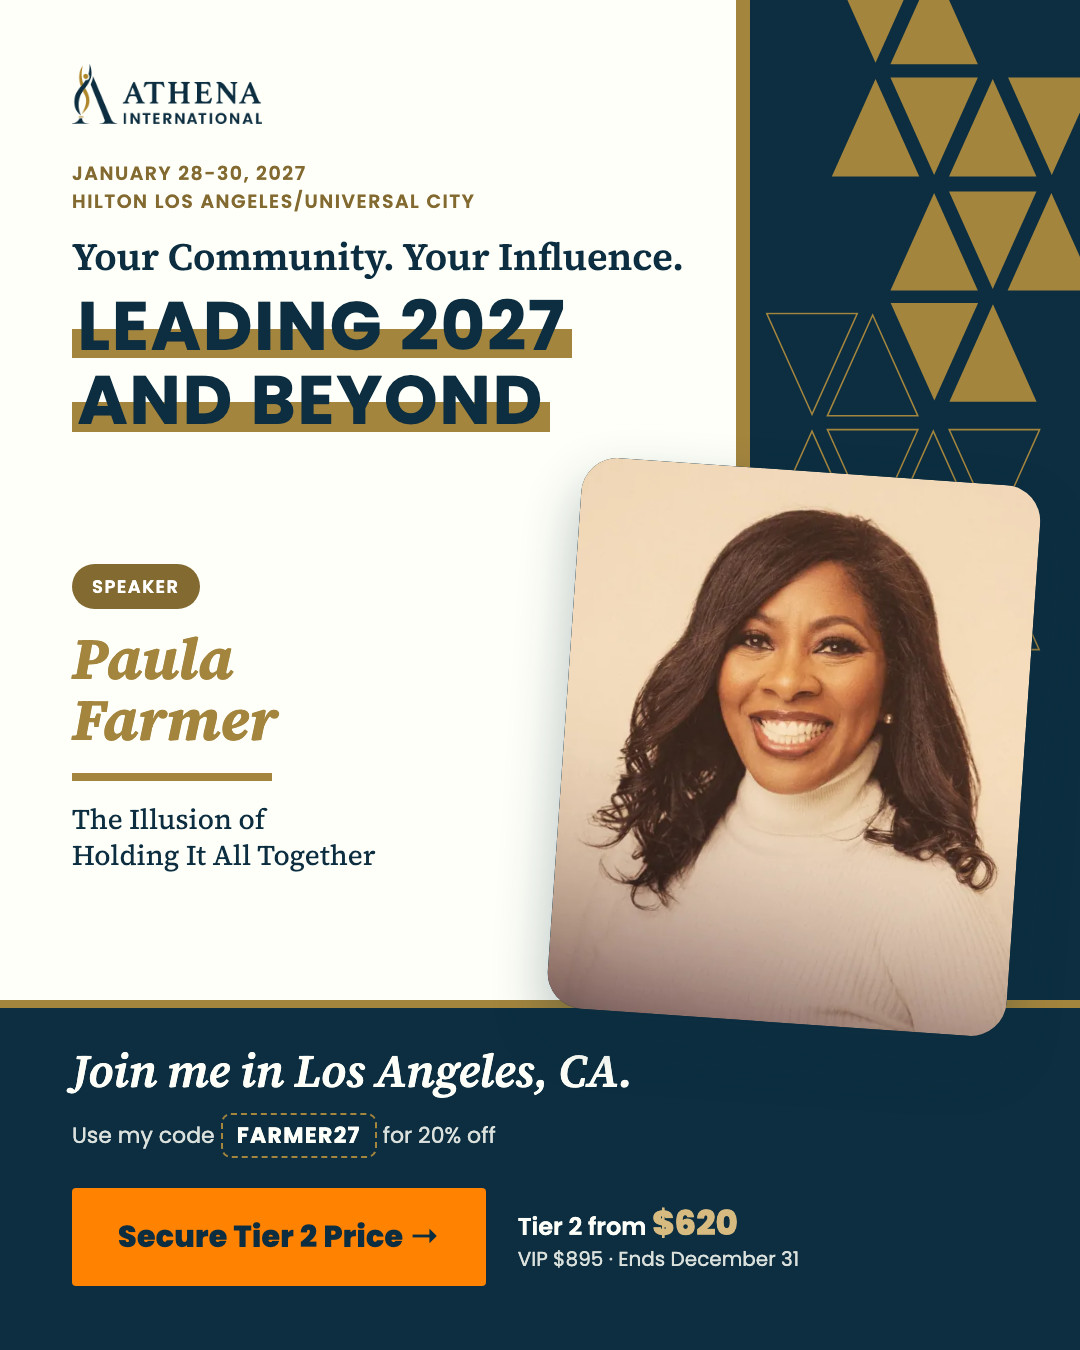 ATHENA
INTERNATIONAL
JANUARY 28-30, 2027
HILTON LOS ANGELES/UNIVERSAL CITY
Your Community. Your Influence.
LEADING 2027
AND BEYOND
SPEAKER
Paula
Farmer
The Illusion of
Holding It All Together
Join me in Los Angeles, CA.
Use my code FARMER27 for 20% off
Secure Tier 2 Price →
Tier 2 from $620
VIP $895 · Ends December 31